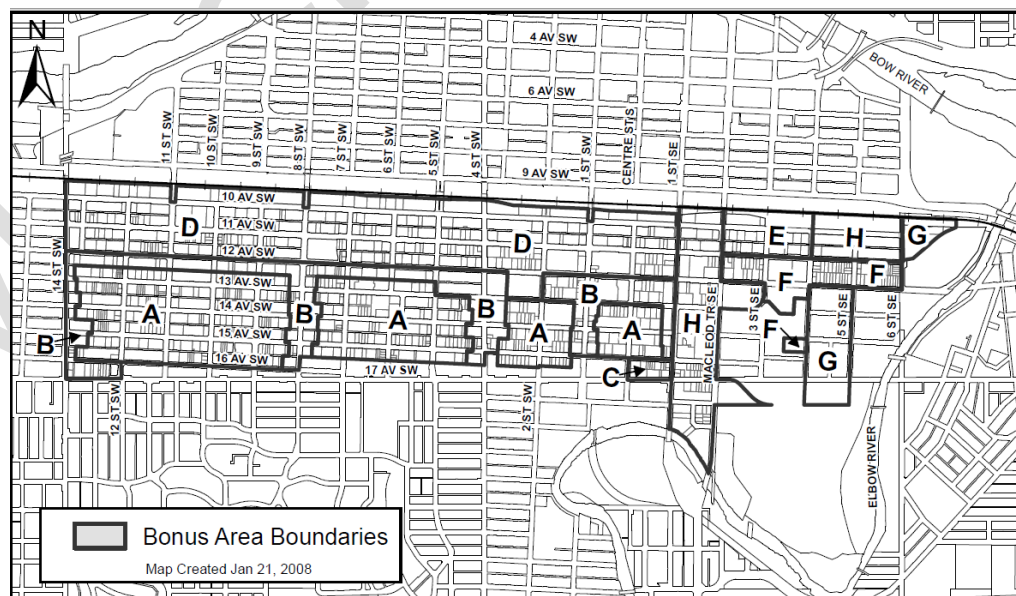 N
4 AV SW
BOW RIVER
6 AV SW
11 ST SW
10 ST SW
9 ST SW
8 ST SW
7 ST SW
6 ST SW
5 ST SW
4 ST SW
1 ST SW
CENTRE ST S
1 ST SE
9 AV SW
10 AV SW
D
11 AV SW
12 AV SW
D
E
H
G
14 ST SW
13 AV SW
F
F
A
14 AV SW
B
A
B
B
A
A
H
MACLEOD TR SE
3 ST SE
F
5 ST SE
6 ST SE
B
15 AV SW
16 AV SW
17 AV SW
C
G
12 ST SW
2 ST SW
ELBOW RIVER
Bonus Area Boundaries
Map Created Jan 21, 2008